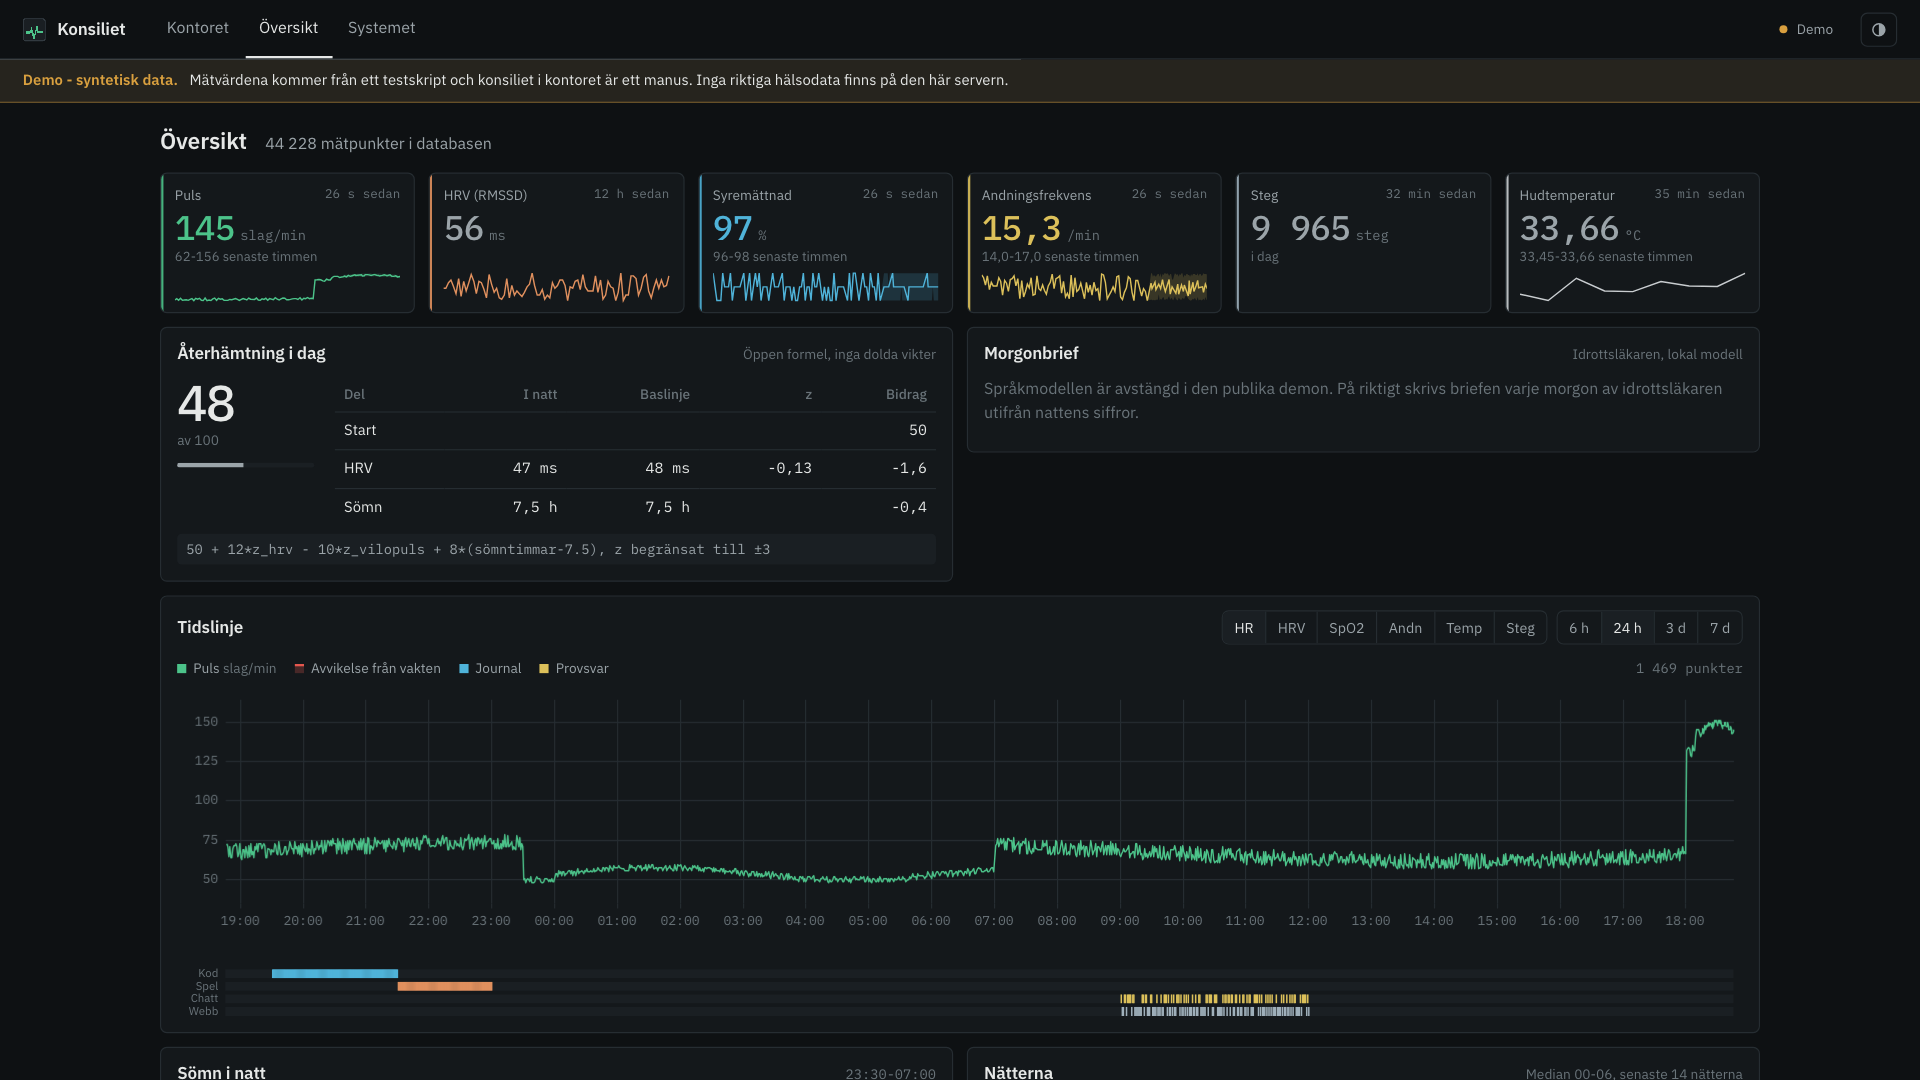 Konsiliet
Kontoret
Översikt
Systemet
Demo
Demo - syntetisk data. Mätvärdena kommer från ett testskript och konsiliet i kontoret är ett manus. Inga riktiga hälsodata finns på den här servern.
Översikt 44 228 mätpunkter i databasen
Puls 26 s sedan
145 slag/min
62-156 senaste timmen
HRV (RMSSD) 12 h sedan
56 ms
Syremättnad 26 s sedan
97 %
96-98 senaste timmen
Andningsfrekvens 26 s sedan
15,3 /min
14,0-17,0 senaste timmen
Steg 32 min sedan
9 965 steg
i dag
Hudtemperatur 35 min sedan
33,66 °C
33,45-33,66 senaste timmen
Återhämtning i dag Öppen formel, inga dolda vikter
48
av 100
Del I natt Baslinje z Bidrag
Start 50
HRV 47 ms 48 ms -0,13 -1,6
Sömn 7,5 h 7,5 h -0,4
50 + 12*z_hrv - 10*z_vilopuls + 8*(sömntimmar-7.5), z begränsat till ±3
Morgonbrief Idrottsläkaren, lokal modell
Språkmodellen är avstängd i den publika demon. På riktigt skrivs briefen varje morgon av idrottsläkaren
utifrån nattens siffror.
Tidslinje
HR HRV SpO2 Andn Temp Steg 6 h 24 h 3 d 7 d
Puls slag/min Avvikelse från vakten Journal Provsvar 1 469 punkter
150
125
100
75
50
19:00 20:00 21:00 22:00 23:00 00:00 01:00 02:00 03:00 04:00 05:00 06:00 07:00 08:00 09:00 10:00 11:00 12:00 13:00 14:00 15:00 16:00 17:00 18:00
Kod
Spel
Chatt
Webb
Sömn i natt 23:30-07:00
Nätterna Median 00-06, senaste 14 nätterna